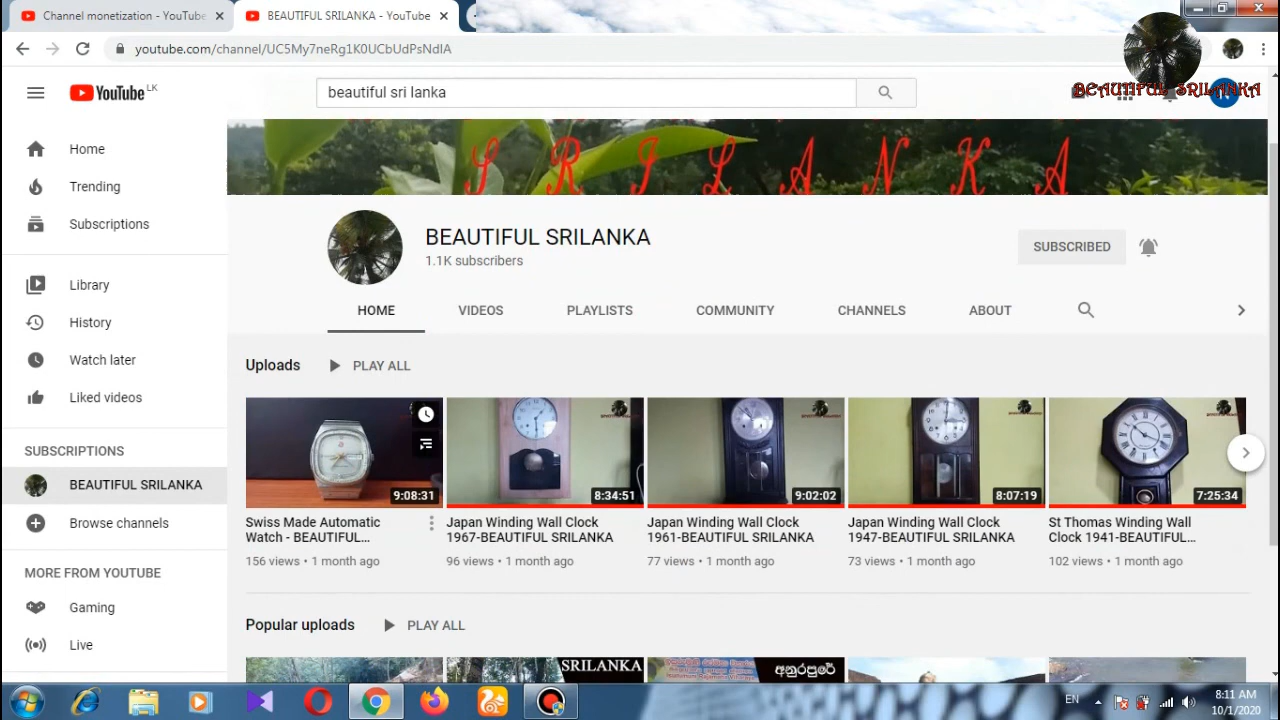 Channel monetization - YouTube
BEAUTIFUL SRILANKA - YouTube
youtube.com/channel/UC5My7neRg1K0UCbUdPsNdIA
YouTube LK
beautiful sri lanka
BEAUTIFUL SRILANKA
Home
Trending
Subscriptions
Library
History
Watch later
Liked videos
SUBSCRIPTIONS
BEAUTIFUL SRILANKA
Browse channels
MORE FROM YOUTUBE
Gaming
Live
S R I L A N K A
BEAUTIFUL SRILANKA
1.1K subscribers
SUBSCRIBED
HOME VIDEOS PLAYLISTS COMMUNITY CHANNELS ABOUT
Uploads PLAY ALL
9:08:31 8:34:51 9:02:02 8:07:19 7:25:34
Swiss Made Automatic
Watch - BEAUTIFUL...
156 views • 1 month ago
Japan Winding Wall Clock
1967-BEAUTIFUL SRILANKA
96 views • 1 month ago
Japan Winding Wall Clock
1961-BEAUTIFUL SRILANKA
77 views • 1 month ago
Japan Winding Wall Clock
1947-BEAUTIFUL SRILANKA
73 views • 1 month ago
St Thomas Winding Wall
Clock 1941-BEAUTIFUL...
102 views • 1 month ago
Popular uploads PLAY ALL
SRILANKA
අනුරපුරේ
EN
8:11 AM
10/1/2020